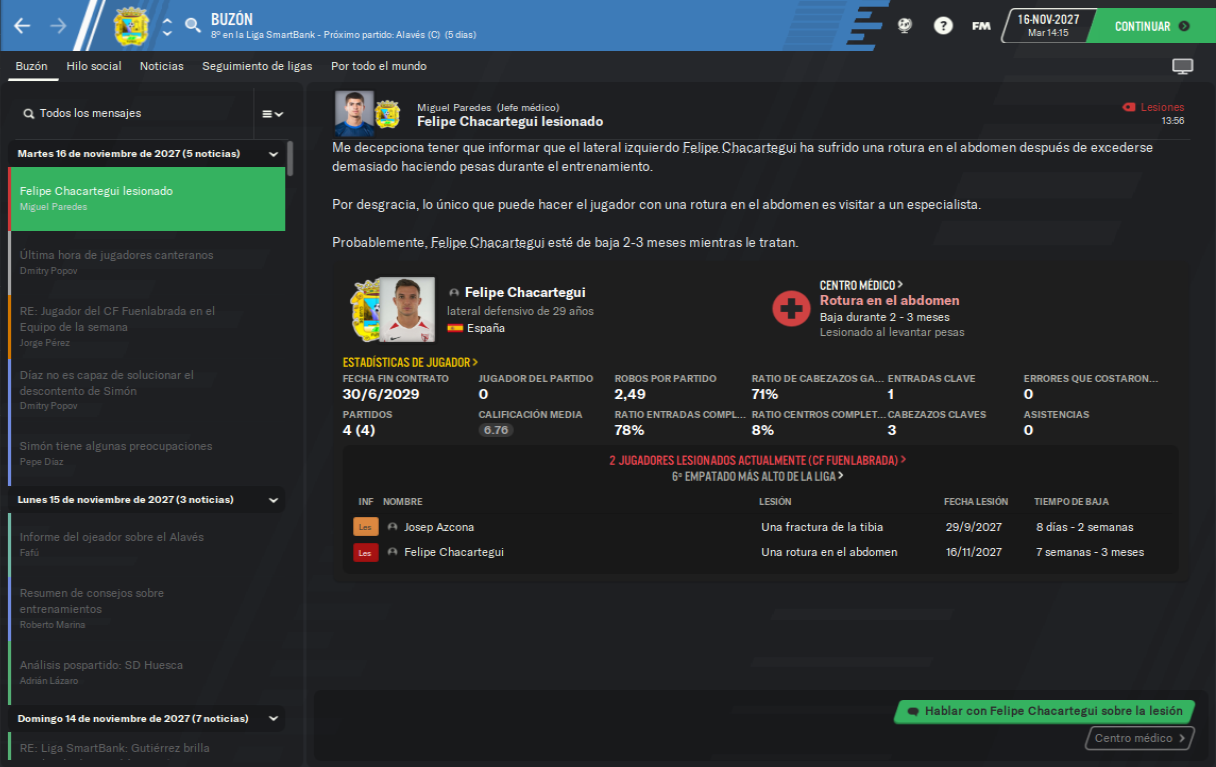 BUZÓN
8º en la Liga SmartBank - Próximo partido: Alavés (C) (5 días)
?
FM
16-NOV-2027
Mar 14:15
CONTINUAR
Buzón Hilo social Noticias Seguimiento de ligas Por todo el mundo
Todos los mensajes
Martes 16 de noviembre de 2027 (5 noticias)
Felipe Chacartegui lesionado
Miguel Paredes
Última hora de jugadores canteranos
Dmitry Popov
RE: Jugador del CF Fuenlabrada en el
Equipo de la semana
Jorge Pérez
Díaz no es capaz de solucionar el
descontento de Simón
Dmitry Popov
Simón tiene algunas preocupaciones
Pepe Díaz
Lunes 15 de noviembre de 2027 (3 noticias)
Informe del ojeador sobre el Alavés
Fafú
Resumen de consejos sobre
entrenamientos
Roberto Marina
Análisis pospartido: SD Huesca
Adrián Lázaro
Domingo 14 de noviembre de 2027 (7 noticias)
RE: Liga SmartBank: Gutiérrez brilla
Miguel Paredes (Jefe médico)
Felipe Chacartegui lesionado
Lesiones
13:56
Me decepciona tener que informar que el lateral izquierdo Felipe Chacartegui ha sufrido una rotura en el abdomen después de excederse
demasiado haciendo pesas durante el entrenamiento.
Por desgracia, lo único que puede hacer el jugador con una rotura en el abdomen es visitar a un especialista.
Probablemente, Felipe Chacartegui esté de baja 2-3 meses mientras le tratan.
Felipe Chacartegui
lateral defensivo de 29 años
España
CENTRO MÉDICO
Rotura en el abdomen
Baja durante 2 - 3 meses
Lesionado al levantar pesas
ESTADÍSTICAS DE JUGADOR
FECHA FIN CONTRATO JUGADOR DEL PARTIDO ROBOS POR PARTIDO RATIO DE CABEZAZOS GA... ENTRADAS CLAVE ERRORES QUE COSTARON...
30/6/2029 0 2,49 71% 1 0
PARTIDOS CALIFICACIÓN MEDIA RATIO ENTRADAS COMPL... RATIO CENTROS COMPLET... CABEZAZOS CLAVES ASISTENCIAS
4 (4) 6.76 78% 8% 3 0
2 JUGADORES LESIONADOS ACTUALMENTE (CF FUENLABRADA)
6º EMPATADO MÁS ALTO DE LA LIGA
INF NOMBRE LESIÓN FECHA LESIÓN TIEMPO DE BAJA
Les Josep Azcona Una fractura de la tibia 29/9/2027 8 días - 2 semanas
Les Felipe Chacartegui Una rotura en el abdomen 16/11/2027 7 semanas - 3 meses
Hablar con Felipe Chacartegui sobre la lesión
Centro médico